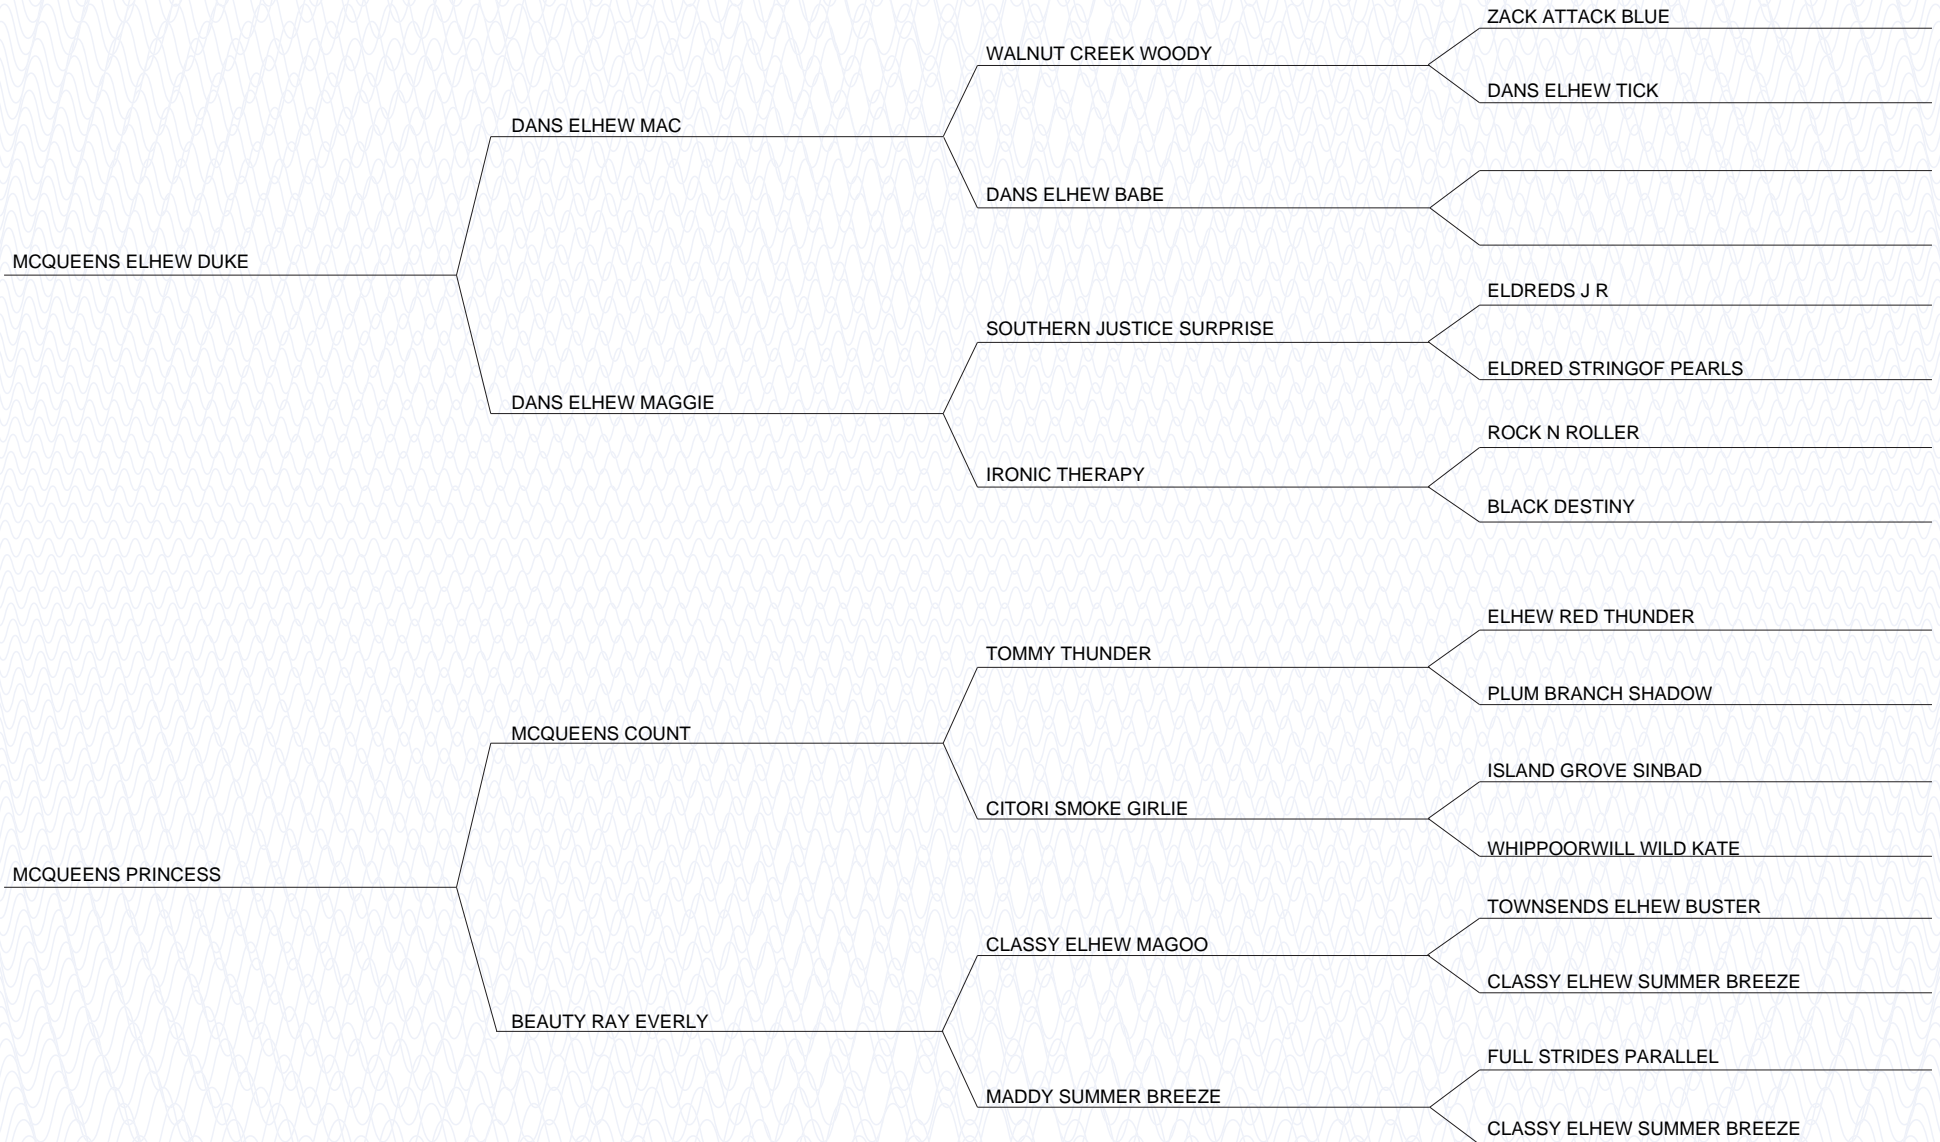 ZACK ATTACK BLUE
WALNUT CREEK WOODY
DANS ELHEW TICK
DANS ELHEW MAC
DANS ELHEW BABE
MCQUEENS ELHEW DUKE
ELDREDS J R
SOUTHERN JUSTICE SURPRISE
ELDRED STRINGOF PEARLS
DANS ELHEW MAGGIE
ROCK N ROLLER
IRONIC THERAPY
BLACK DESTINY
ELHEW RED THUNDER
TOMMY THUNDER
PLUM BRANCH SHADOW
MCQUEENS COUNT
ISLAND GROVE SINBAD
CITORI SMOKE GIRLIE
WHIPPOORWILL WILD KATE
MCQUEENS PRINCESS
TOWNSENDS ELHEW BUSTER
CLASSY ELHEW MAGOO
CLASSY ELHEW SUMMER BREEZE
BEAUTY RAY EVERLY
FULL STRIDES PARALLEL
MADDY SUMMER BREEZE
CLASSY ELHEW SUMMER BREEZE